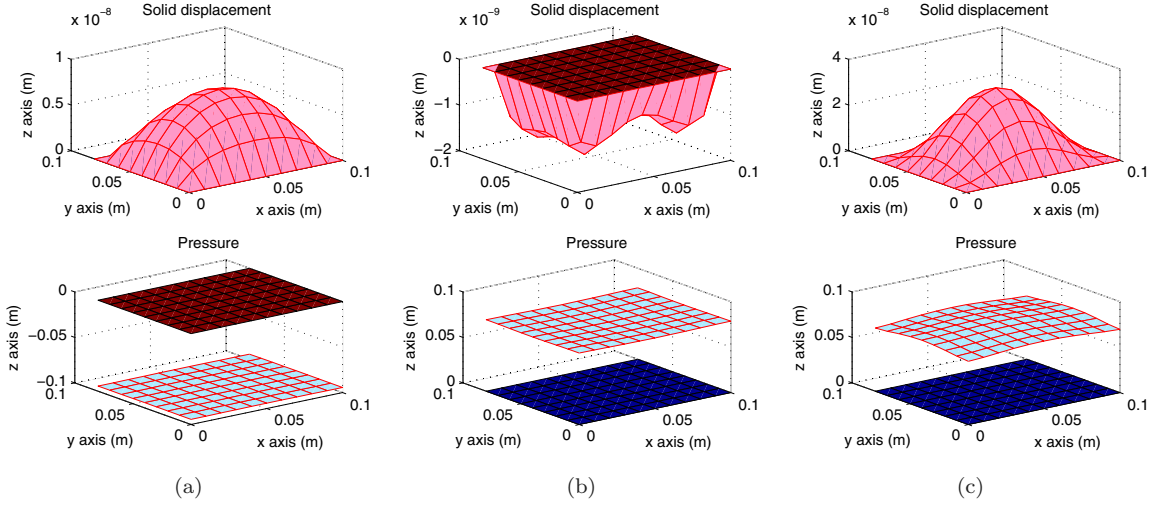 x 10⁻⁸
Solid displacement
1
0.5
0
0.1
0.05
0
0
0.05
0.1
z axis (m)
y axis (m)
x axis (m)
x 10⁻⁹
Solid displacement
0
−1
−2
0.1
0.05
0
0
0.05
0.1
z axis (m)
y axis (m)
x axis (m)
x 10⁻⁸
Solid displacement
4
2
0
0.1
0.05
0
0
0.05
0.1
z axis (m)
y axis (m)
x axis (m)
Pressure
0
−0.05
−0.1
0.1
0.05
0
0
0.05
0.1
z axis (m)
y axis (m)
x axis (m)
Pressure
0.1
0.05
0
0.1
0.05
0
0
0.05
0.1
z axis (m)
y axis (m)
x axis (m)
Pressure
0.1
0.05
0
0.1
0.05
0
0
0.05
0.1
z axis (m)
y axis (m)
x axis (m)
(a)
(b)
(c)